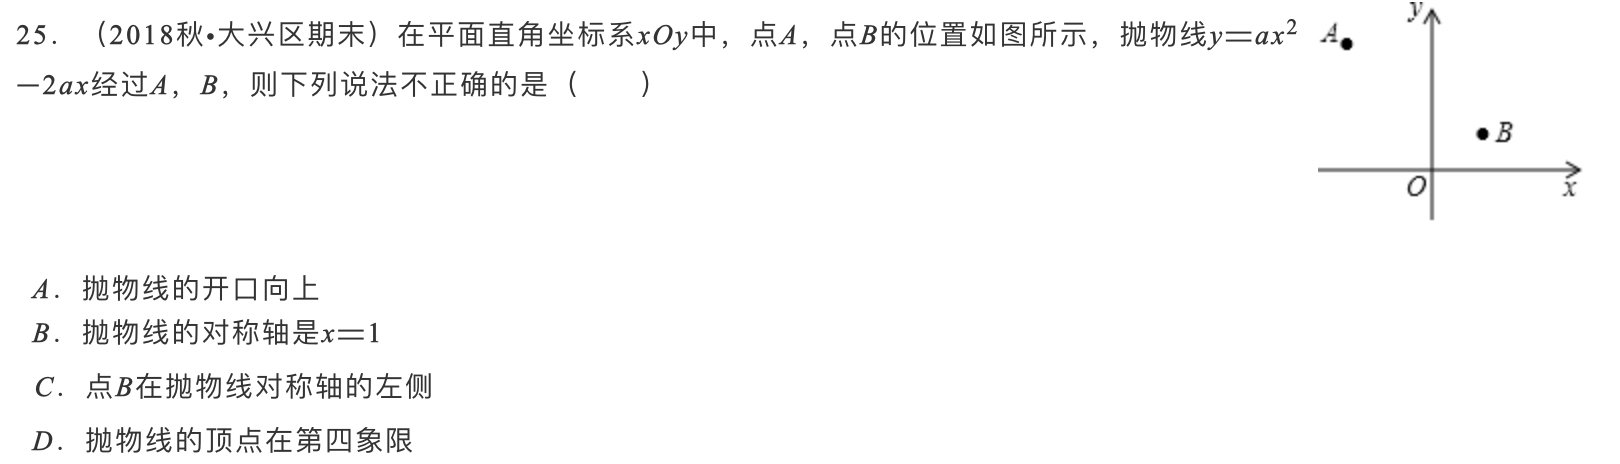 25. （2018秋•大兴区期末）在平面直角坐标系xOy中，点A，点B的位置如图所示，抛物线y＝ax²
－2ax经过A，B，则下列说法不正确的是（　　）
y
A
B
O
x
A．抛物线的开口向上
B．抛物线的对称轴是x＝1
C．点B在抛物线对称轴的左侧
D．抛物线的顶点在第四象限